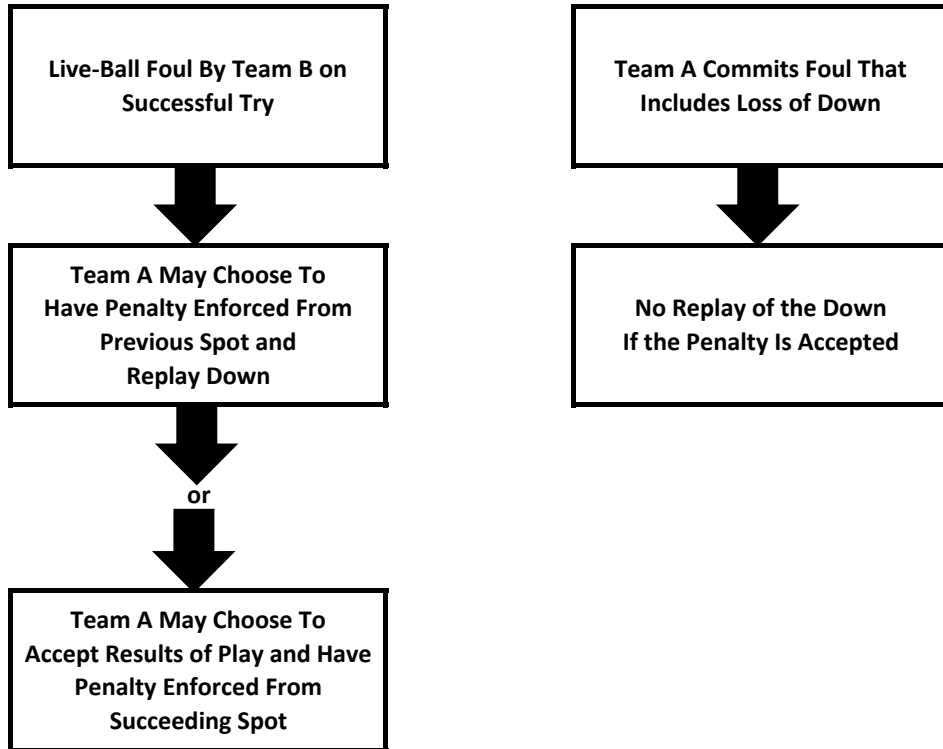 Live-Ball Foul By Team B on
Successful Try
Team A May Choose To
Have Penalty Enforced From
Previous Spot and
Replay Down
or
Team A May Choose To
Accept Results of Play and Have
Penalty Enforced From
Succeeding Spot
Team A Commits Foul That
Includes Loss of Down
No Replay of the Down
If the Penalty Is Accepted